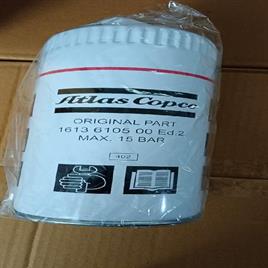 Atlas Copco
ORIGINAL PART
1613 6105 00 Ed.2
MAX. 15 BAR
402